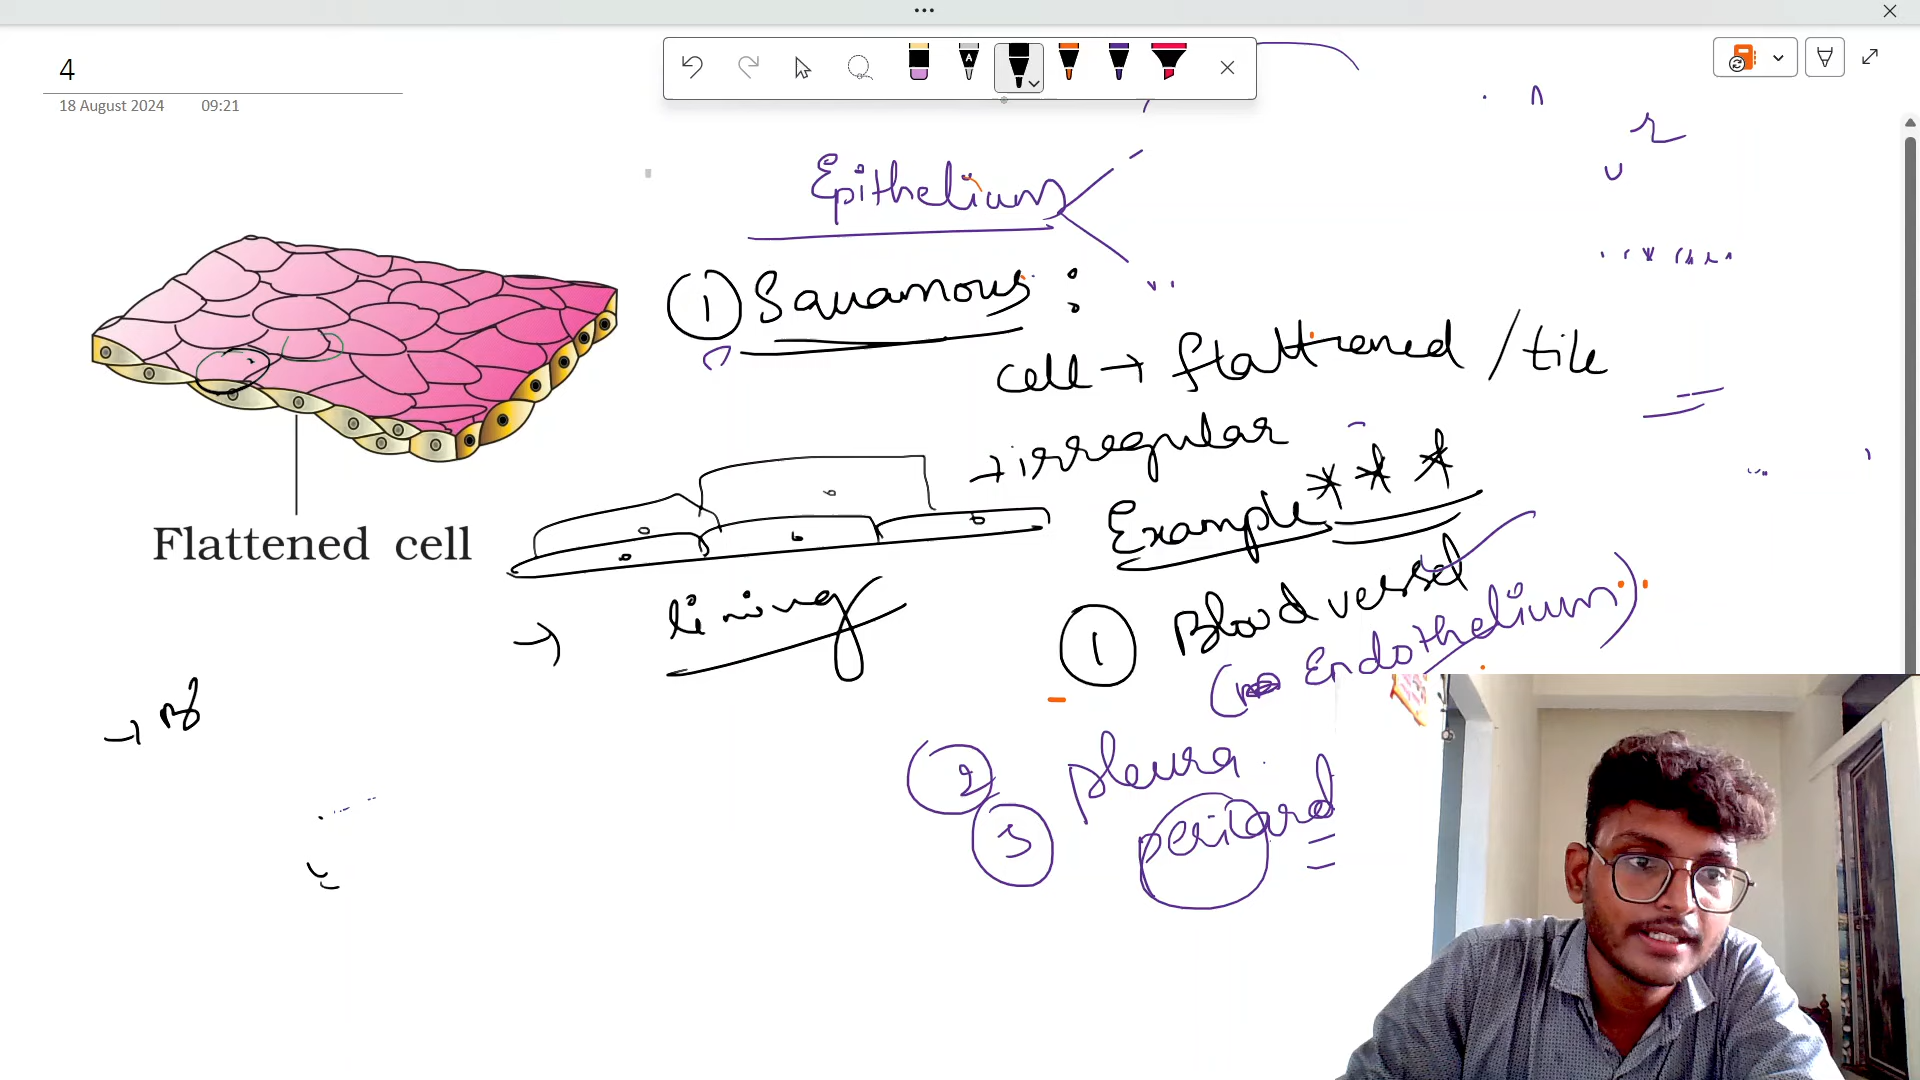 4
18 August 2024 09:21
Epithelium
① Squamous :
cell → flattened / tile
→ irregular
Example ***
Flattened cell
→ lining
① Blood vessel
( Endothelium)
② pleura
③ pericard